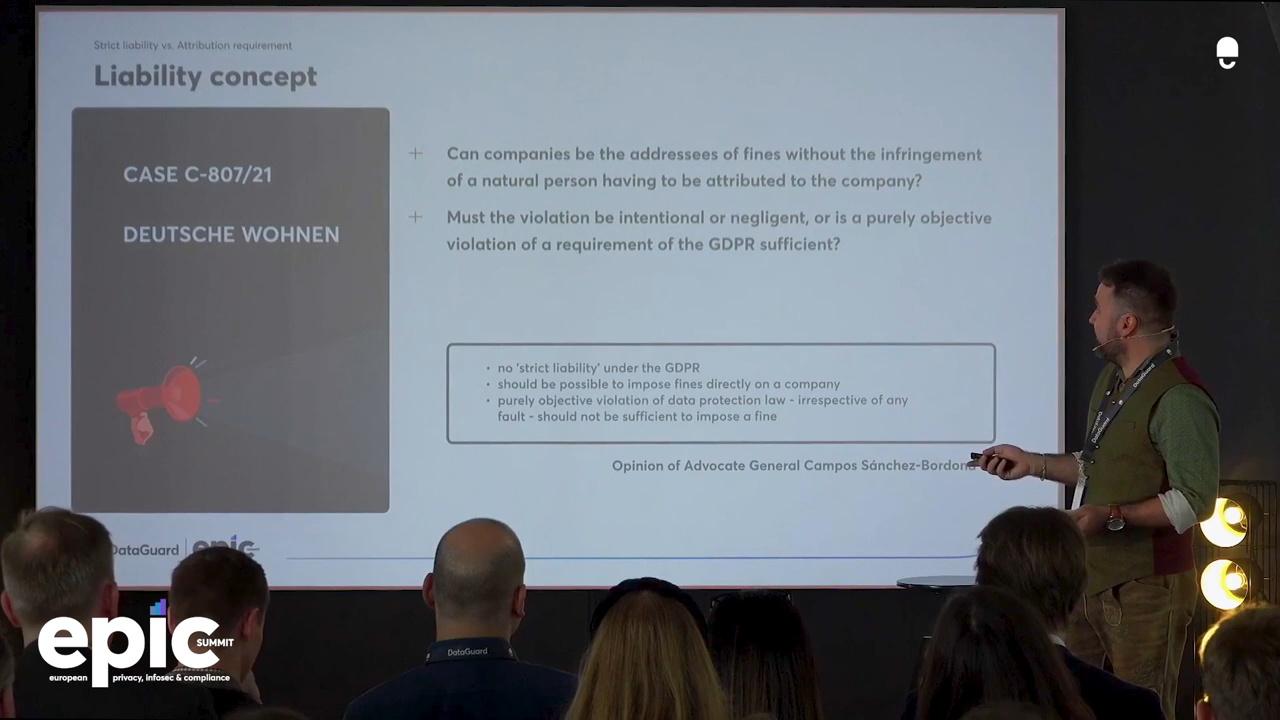 Strict liability vs. Attribution requirement
Liability concept
CASE C-807/21
DEUTSCHE WOHNEN
+ Can companies be the addressees of fines without the infringement
of a natural person having to be attributed to the company?
+ Must the violation be intentional or negligent, or is a purely objective
violation of a requirement of the GDPR sufficient?
• no 'strict liability' under the GDPR
• should be possible to impose fines directly on a company
• purely objective violation of data protection law - irrespective of any
fault - should not be sufficient to impose a fine
Opinion of Advocate General Campos Sánchez-Bordona
DataGuard epic
DataGuard
DataGuard
DataGuard
epic SUMMIT
european privacy, infosec & compliance